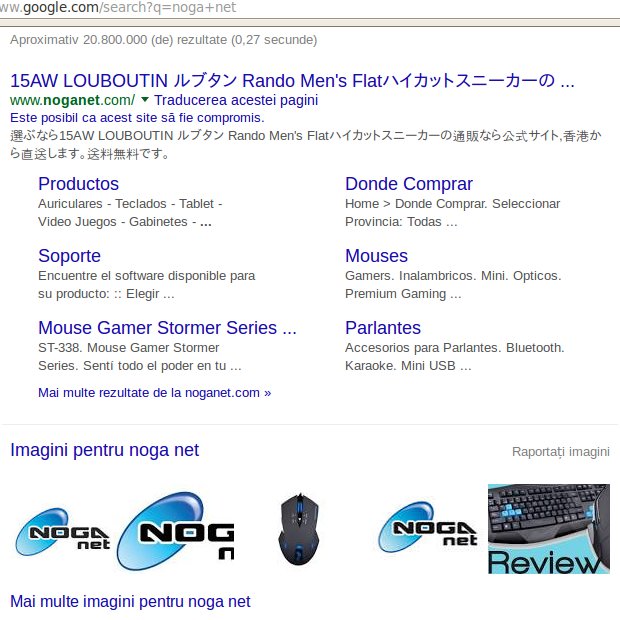 ww.google.com/search?q=noga+net
Aproximativ 20.800.000 (de) rezultate (0,27 secunde)
15AW LOUBOUTIN ルブタン Rando Men's Flatハイカットスニーカーの ...
www.noganet.com/ Traducerea acestei pagini
Este posibil ca acest site să fie compromis.
選ぶなら15AW LOUBOUTIN ルブタン Rando Men's Flatハイカットスニーカーの通販なら公式サイト,香港か
ら直送します。送料無料です。
Productos
Auriculares - Teclados - Tablet -
Video Juegos - Gabinetes - ...
Donde Comprar
Home > Donde Comprar. Seleccionar
Provincia: Todas ...
Soporte
Encuentre el software disponible para
su producto: :: Elegir ...
Mouses
Gamers. Inalambricos. Mini. Opticos.
Premium Gaming ...
Mouse Gamer Stormer Series ...
ST-338. Mouse Gamer Stormer
Series. Sentí todo el poder en tu ...
Parlantes
Accesorios para Parlantes. Bluetooth.
Karaoke. Mini USB ...
Mai multe rezultate de la noganet.com »
Imagini pentru noga net
Raportați imagini
NOGA
net
NOG
n
NOGA
net
Review
Mai multe imagini pentru noga net